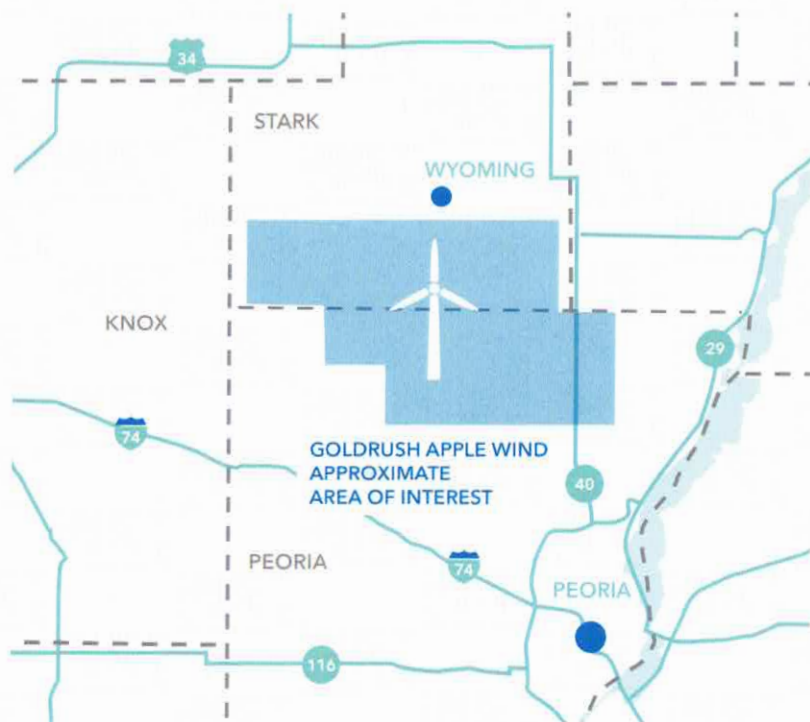 34
STARK
WYOMING
KNOX
29
74
GOLDRUSH APPLE WIND
APPROXIMATE
AREA OF INTEREST
40
PEORIA
74
PEORIA
116